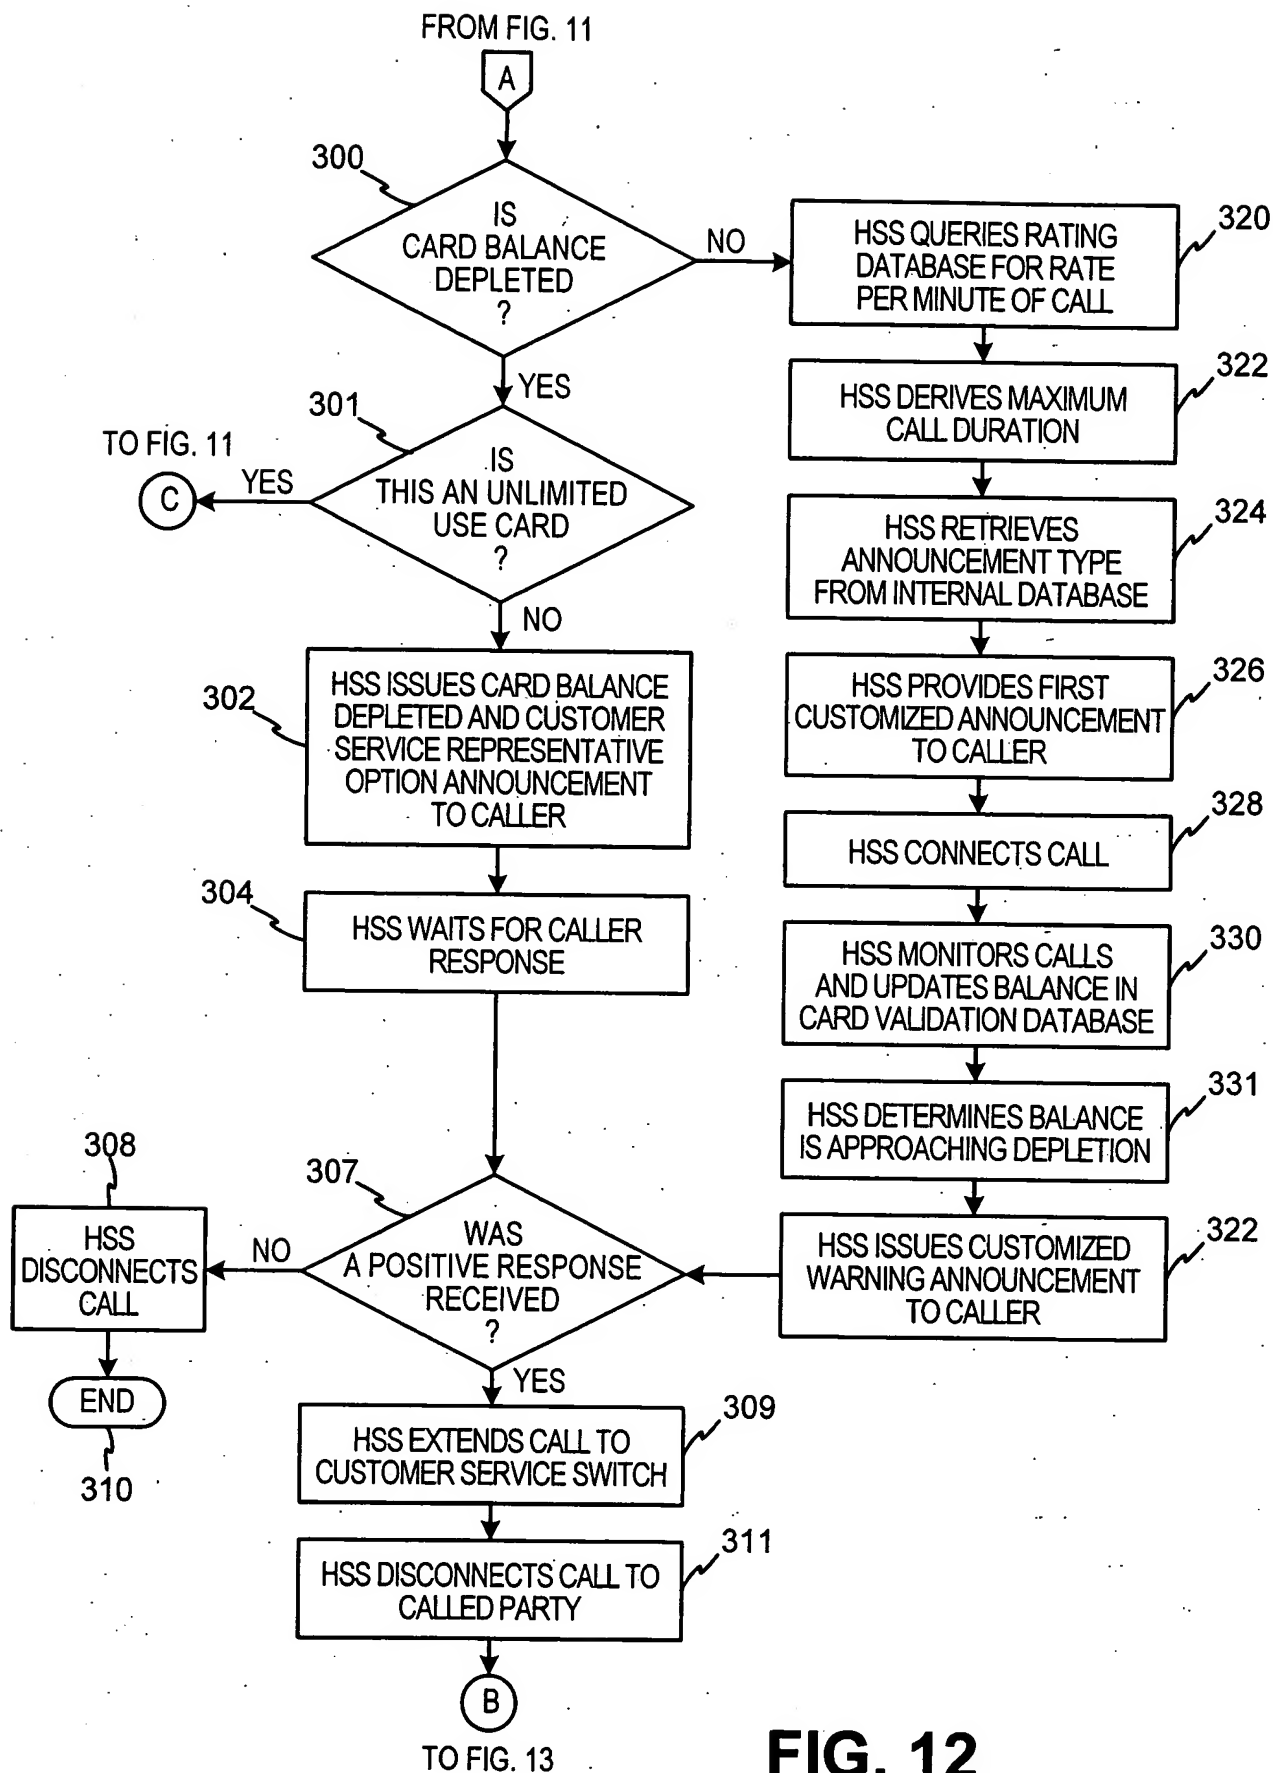 FROM FIG. 11
A
300
IS
CARD BALANCE
DEPLETED
?
NO
YES
301
TO FIG. 11
C
YES
IS
THIS AN UNLIMITED
USE CARD
?
NO
302
HSS ISSUES CARD BALANCE
DEPLETED AND CUSTOMER
SERVICE REPRESENTATIVE
OPTION ANNOUNCEMENT
TO CALLER
304
HSS WAITS FOR CALLER
RESPONSE
307
WAS
A POSITIVE RESPONSE
RECEIVED
?
NO
308
HSS
DISCONNECTS
CALL
END
310
YES
309
HSS EXTENDS CALL TO
CUSTOMER SERVICE SWITCH
311
HSS DISCONNECTS CALL TO
CALLED PARTY
B
TO FIG. 13
320
HSS QUERIES RATING
DATABASE FOR RATE
PER MINUTE OF CALL
322
HSS DERIVES MAXIMUM
CALL DURATION
324
HSS RETRIEVES
ANNOUNCEMENT TYPE
FROM INTERNAL DATABASE
326
HSS PROVIDES FIRST
CUSTOMIZED ANNOUNCEMENT
TO CALLER
328
HSS CONNECTS CALL
330
HSS MONITORS CALLS
AND UPDATES BALANCE IN
CARD VALIDATION DATABASE
331
HSS DETERMINES BALANCE
IS APPROACHING DEPLETION
322
HSS ISSUES CUSTOMIZED
WARNING ANNOUNCEMENT
TO CALLER
FIG. 12